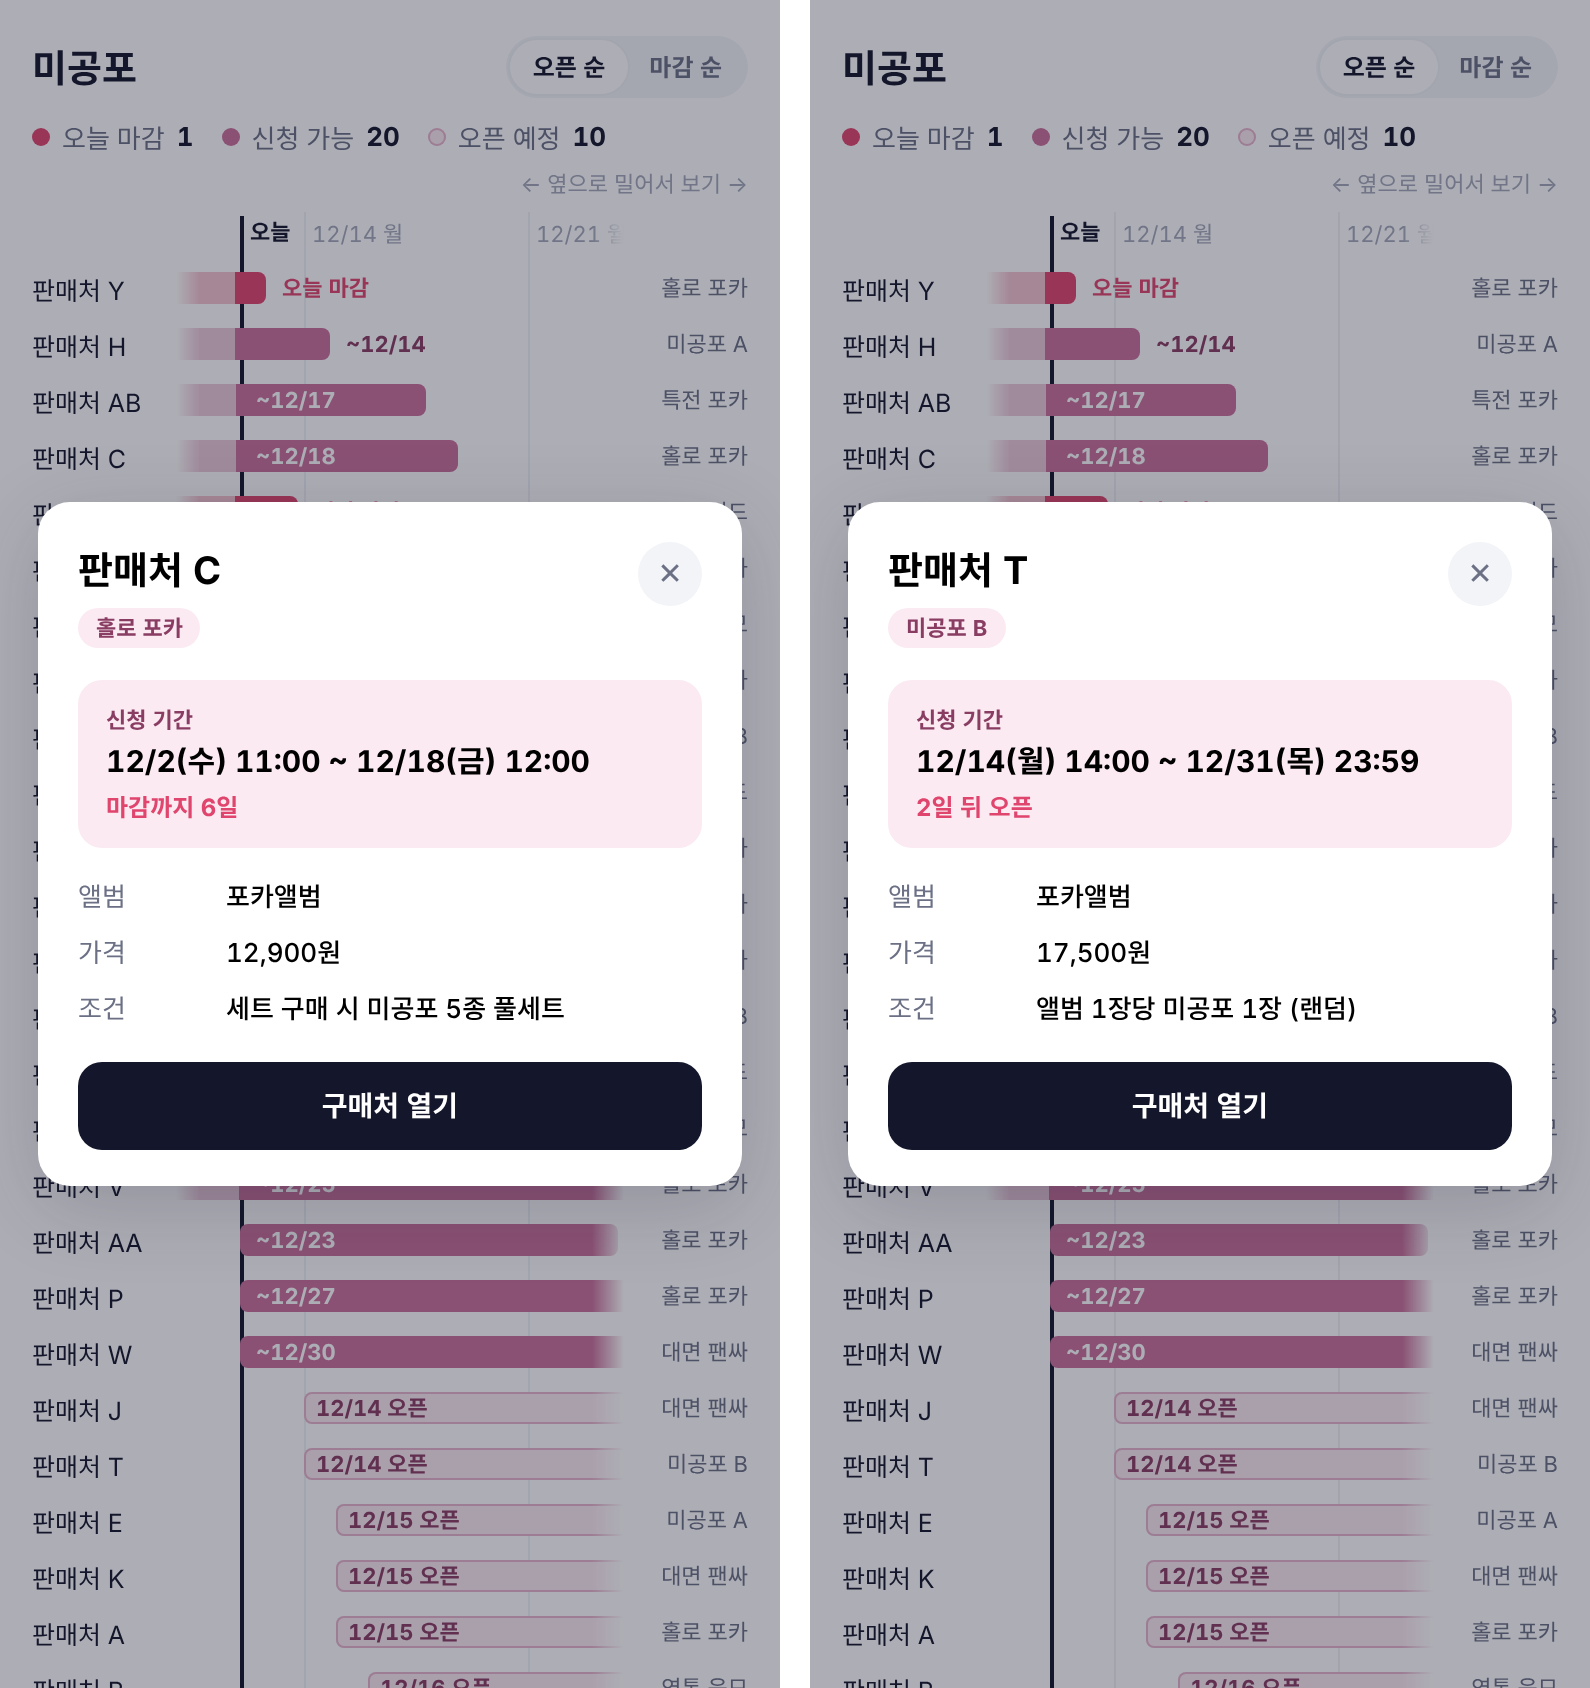 미공포
오픈 순 마감 순
오늘 마감 1 신청 가능 20 오픈 예정 10
← 옆으로 밀어서 보기 →
오늘 12/14 월 12/21
판매처 Y 오늘 마감 홀로 포카
판매처 H ~12/14 미공포 A
판매처 AB ~12/17 특전 포카
판매처 C ~12/18 홀로 포카
판매처 C
×
홀로 포카
신청 기간
12/2(수) 11:00 ~ 12/18(금) 12:00
마감까지 6일
앨범 포카앨범
가격 12,900원
조건 세트 구매 시 미공포 5종 풀세트
구매처 열기
판매처 AA ~12/23 홀로 포카
판매처 P ~12/27 홀로 포카
판매처 W ~12/30 대면 팬싸
판매처 J 12/14 오픈 대면 팬싸
판매처 T 12/14 오픈 미공포 B
판매처 E 12/15 오픈 미공포 A
판매처 K 12/15 오픈 대면 팬싸
판매처 A 12/15 오픈 홀로 포카
12/16 오픈
미공포
오픈 순 마감 순
오늘 마감 1 신청 가능 20 오픈 예정 10
← 옆으로 밀어서 보기 →
오늘 12/14 월 12/21
판매처 Y 오늘 마감 홀로 포카
판매처 H ~12/14 미공포 A
판매처 AB ~12/17 특전 포카
판매처 C ~12/18 홀로 포카
판매처 T
×
미공포 B
신청 기간
12/14(월) 14:00 ~ 12/31(목) 23:59
2일 뒤 오픈
앨범 포카앨범
가격 17,500원
조건 앨범 1장당 미공포 1장 (랜덤)
구매처 열기
판매처 AA ~12/23 홀로 포카
판매처 P ~12/27 홀로 포카
판매처 W ~12/30 대면 팬싸
판매처 J 12/14 오픈 대면 팬싸
판매처 T 12/14 오픈 미공포 B
판매처 E 12/15 오픈 미공포 A
판매처 K 12/15 오픈 대면 팬싸
판매처 A 12/15 오픈 홀로 포카
12/16 오픈